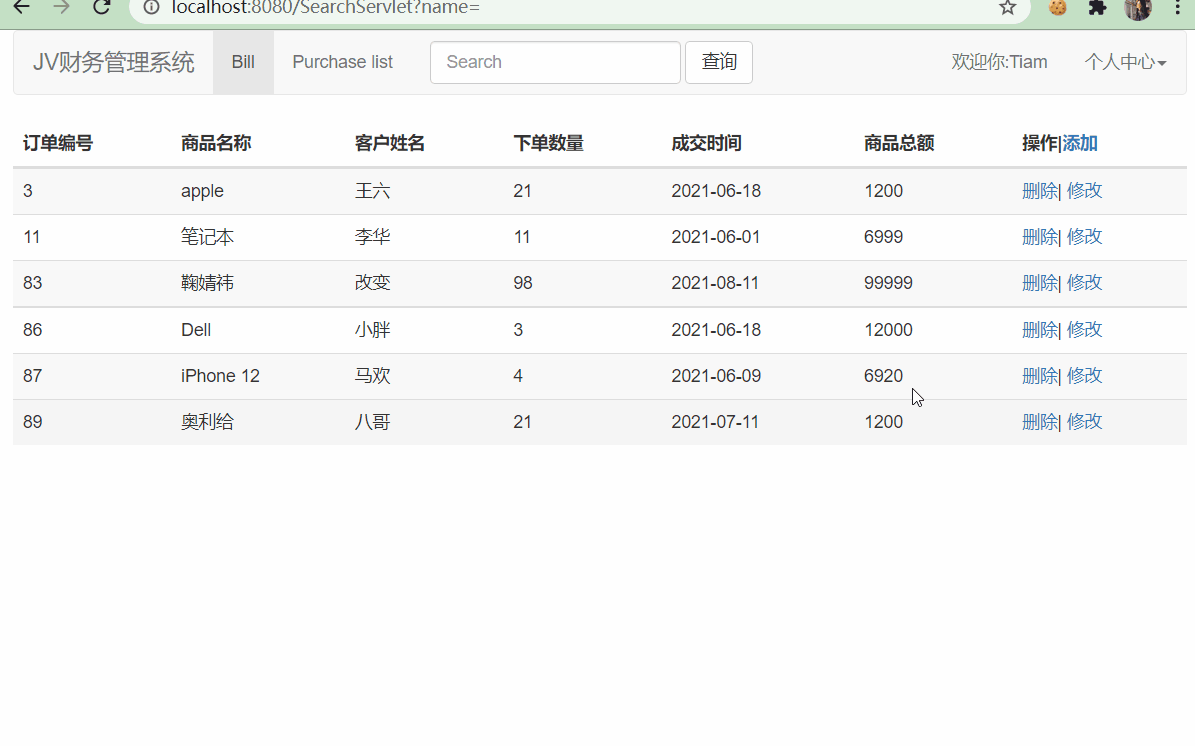 localhost:8080/SearchServlet?name=
JV财务管理系统 Bill Purchase list Search 查询 欢迎你:Tiam 个人中心
订单编号 商品名称 客户姓名 下单数量 成交时间 商品总额 操作|添加
3 apple 王六 21 2021-06-18 1200 删除| 修改
11 笔记本 李华 11 2021-06-01 6999 删除| 修改
83 鞠婧祎 改变 98 2021-08-11 99999 删除| 修改
86 Dell 小胖 3 2021-06-18 12000 删除| 修改
87 iPhone 12 马欢 4 2021-06-09 6920 删除| 修改
89 奥利给 八哥 21 2021-07-11 1200 删除| 修改